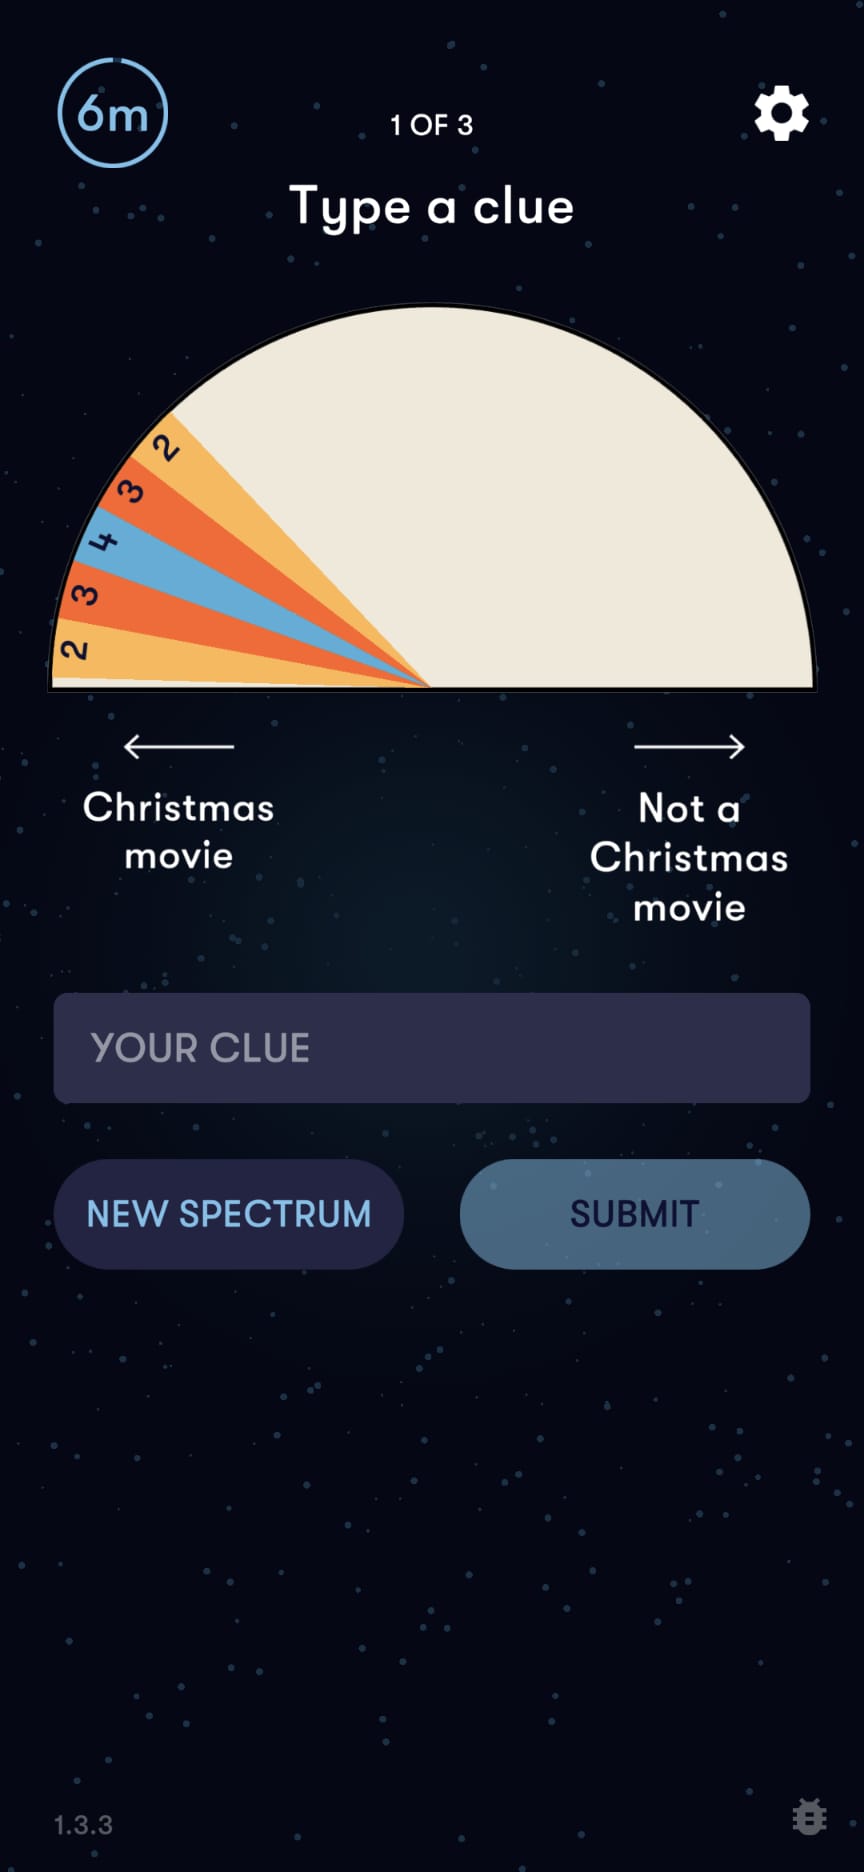 6m
1 OF 3
Type a clue
2
3
4
3
2
Christmas
movie
Not a
Christmas
movie
YOUR CLUE
NEW SPECTRUM
SUBMIT
1.3.3